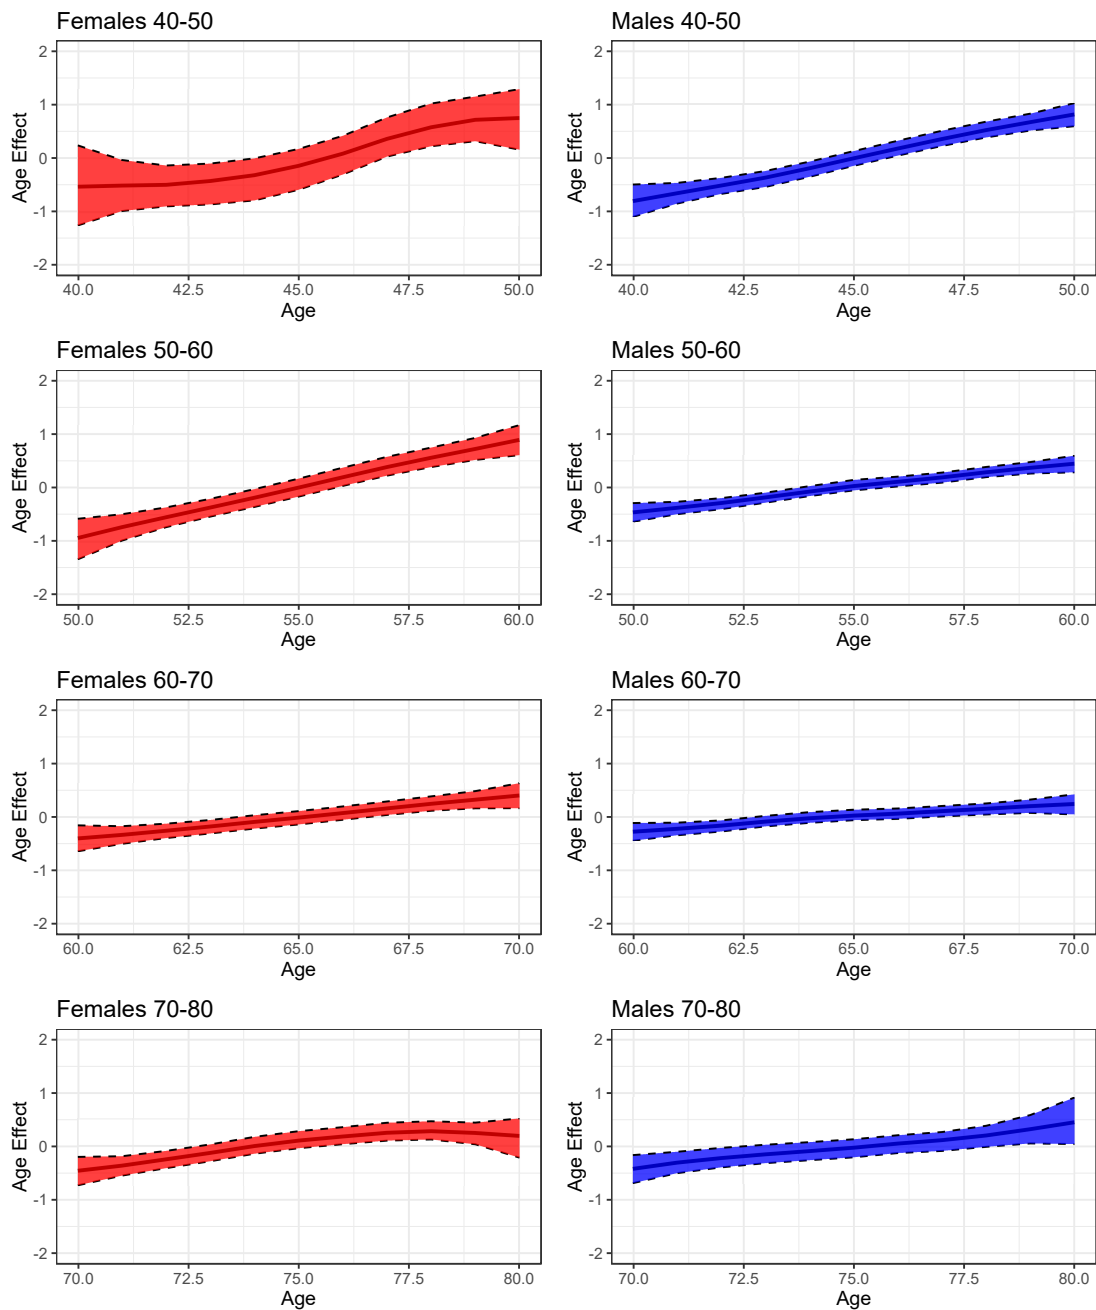 Females 40-50
Males 40-50
2
1
0
-1
-2
Age Effect
40.0 42.5 45.0 47.5 50.0
Age
2
1
0
-1
-2
Age Effect
40.0 42.5 45.0 47.5 50.0
Age
Females 50-60
Males 50-60
2
1
0
-1
-2
Age Effect
50.0 52.5 55.0 57.5 60.0
Age
2
1
0
-1
-2
Age Effect
50.0 52.5 55.0 57.5 60.0
Age
Females 60-70
Males 60-70
2
1
0
-1
-2
Age Effect
60.0 62.5 65.0 67.5 70.0
Age
2
1
0
-1
-2
Age Effect
60.0 62.5 65.0 67.5 70.0
Age
Females 70-80
Males 70-80
2
1
0
-1
-2
Age Effect
70.0 72.5 75.0 77.5 80.0
Age
2
1
0
-1
-2
Age Effect
70.0 72.5 75.0 77.5 80.0
Age